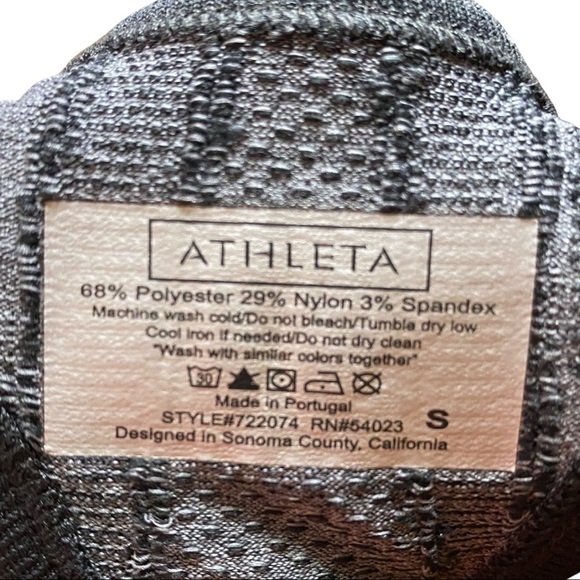 ATHLETA
68% Polyester 29% Nylon 3% Spandex
Machine wash cold/Do not bleach/Tumble dry low
Cool iron if needed/Do not dry clean
"Wash with similar colors together"
30
Made in Portugal
STYLE#722074 RN#54023 S
Designed in Sonoma County, California